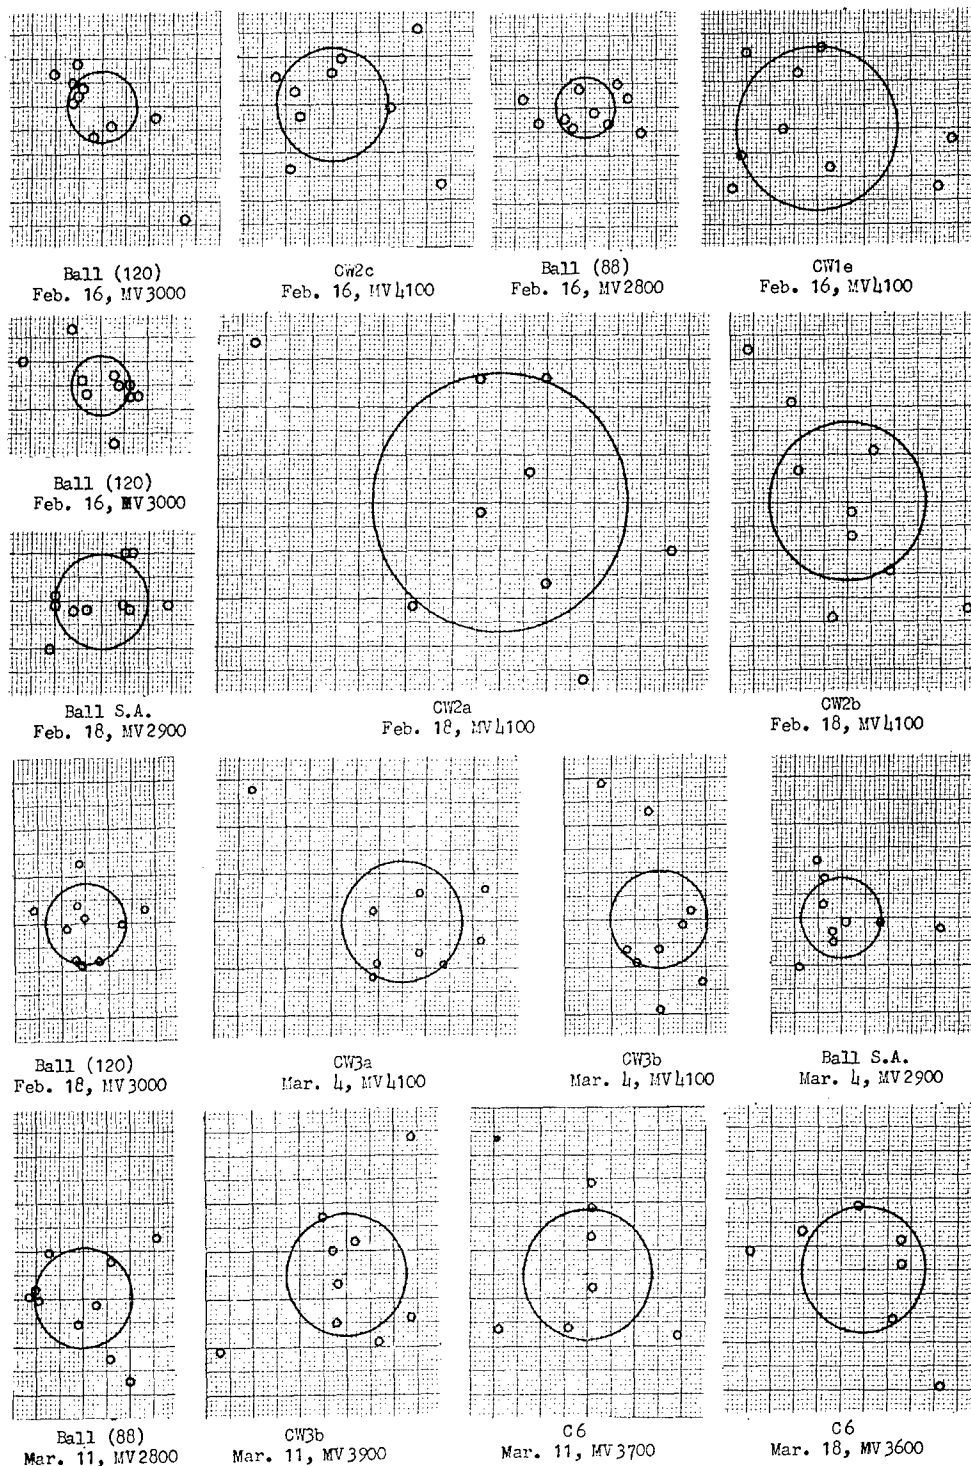 Ball (120)
Feb. 16, MV3000
CW2c
Feb. 16, MV4100
Ball (88)
Feb. 16, MV2800
CW1e
Feb. 16, MV4100
Ball (120)
Feb. 16, MV3000
Ball S.A.
Feb. 18, MV2900
CW2a
Feb. 18, MV4100
CW2b
Feb. 18, MV4100
Ball (120)
Feb. 18, MV3000
CW3a
Mar. 4, MV4100
CW3b
Mar. 4, MV4100
Ball S.A.
Mar. 4, MV2900
Ball (88)
Mar. 11, MV2800
CW3b
Mar. 11, MV3900
C6
Mar. 11, MV3700
C6
Mar. 18, MV3600